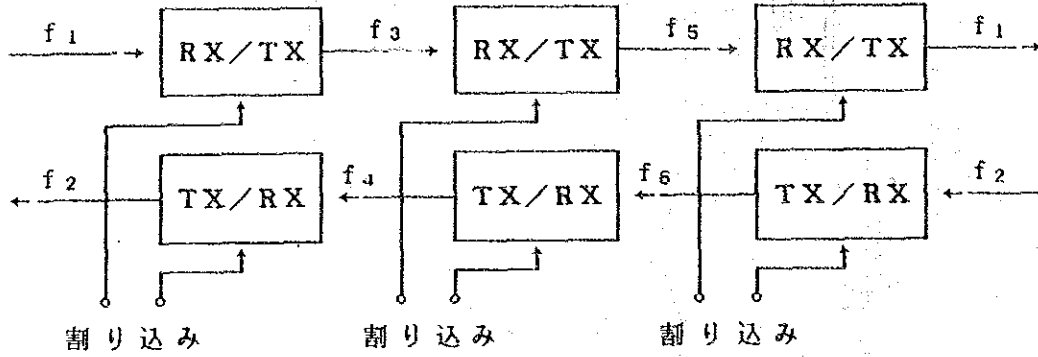 f1 RX/TX f3 RX/TX f5 RX/TX f1
f2 TX/RX f4 TX/RX f6 TX/RX f2
割り込み 割り込み 割り込み